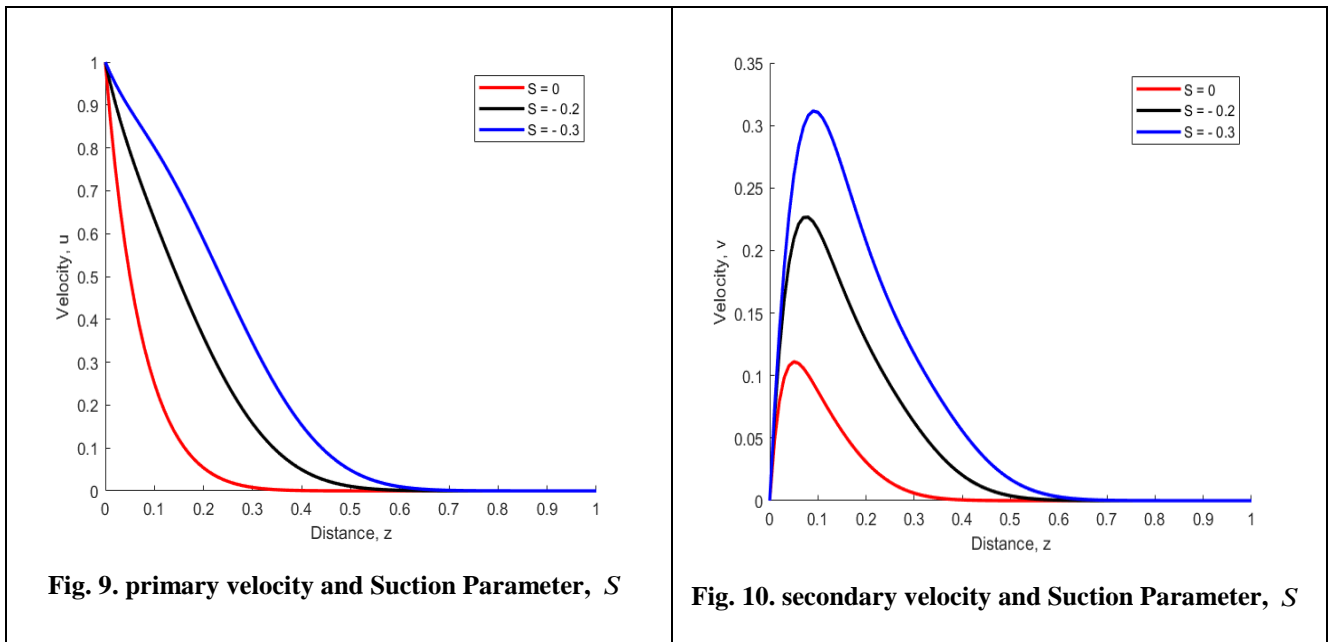 1
0.9
0.8
0.7
0.6
0.5
0.4
0.3
0.2
0.1
0
Velocity, u
S = 0
S = - 0.2
S = - 0.3
0 0.1 0.2 0.3 0.4 0.5 0.6 0.7 0.8 0.9 1
Distance, z
Fig. 9. primary velocity and Suction Parameter, S
0.35
0.3
0.25
0.2
0.15
0.1
0.05
0
Velocity, v
S = 0
S = - 0.2
S = - 0.3
0 0.1 0.2 0.3 0.4 0.5 0.6 0.7 0.8 0.9 1
Distance, z
Fig. 10. secondary velocity and Suction Parameter, S